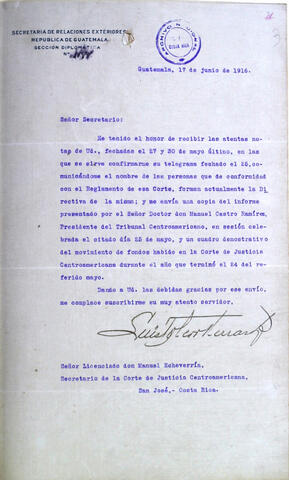 SECRETARIA DE RELACIONES EXTERIORES
REPUBLICA DE GUATEMALA
SECCIÓN DIPLOMÁTICA
Guatemala, 17 de junio de 1916.
Señor Secretario:
He tenido el honor de recibir las atentas no-
tas de Ud., fechadas el 27 y 30 de mayo último, en las
que se sirve confirmarme su telegrama fechado el 25, co-
municándome el nombre de las personas que de conformidad
con el Reglamento de esa Corte, forman actualmente la Di
rectiva de la misma; y me envía una copia del informe
presentado por el Señor Doctor don Manuel Castro Ramírez,
Presidente del Tribunal Centroamericano, en sesión cele-
brada el citado día 25 de mayo, y un cuadro demostrativo
del movimiento de fondos habido en la Corte de Justicia
Centroamericana durante el año que terminó el 24 del re-
ferido mayo.
Dando a Ud. las debidas gracias por ese envío,
me complace suscribirme su muy atento servidor.
Señor Licenciado don Manuel Echeverría,
Secretario de la Corte de Justicia Centroamericana,
San José,- Costa Rica.